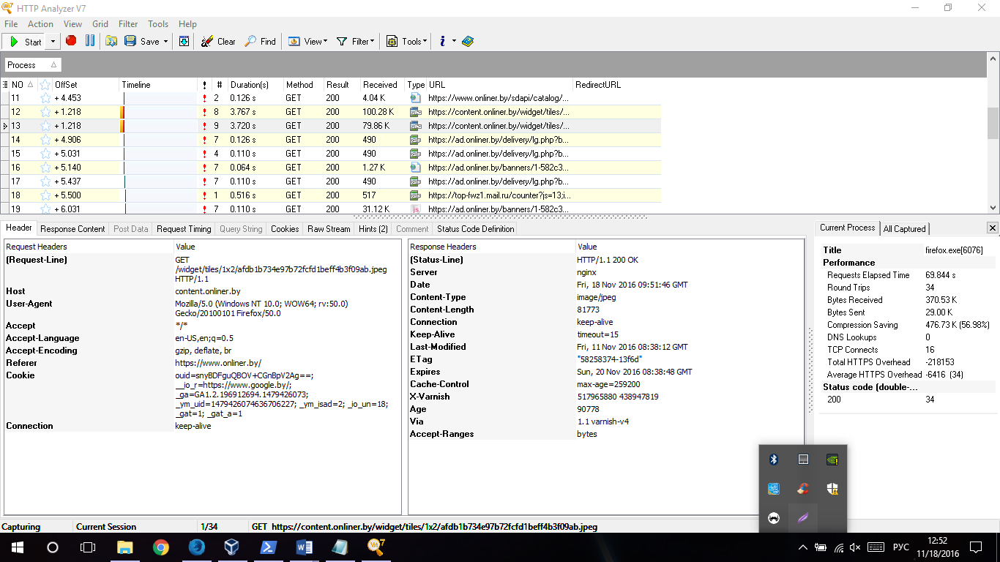 HTTP Analyzer V7
File Action View Grid Filter Tools Help
Start Save Clear Find View Filter Tools
Process
NO OffSet Timeline ! # Duration(s) Method Result Received Type URL RedirectURL
11 + 4.453 2 0.126 s GET 200 4.04 K https://www.onliner.by/sdapi/catalog/...
12 + 1.218 8 3.767 s GET 200 100.28 K https://content.onliner.by/widget/tiles/...
13 + 1.218 9 3.720 s GET 200 79.86 K https://content.onliner.by/widget/tiles/...
14 + 4.906 7 0.126 s GET 200 490 https://ad.onliner.by/delivery/lg.php?b...
15 + 5.031 4 0.110 s GET 200 490 https://ad.onliner.by/delivery/lg.php?b...
16 + 5.140 7 0.064 s GET 200 1.27 K https://ad.onliner.by/banners/1-582c3...
17 + 5.437 7 0.110 s GET 200 490 https://ad.onliner.by/delivery/lg.php?b...
18 + 5.500 1 0.516 s GET 200 517 https://top-fwz1.mail.ru/counter?js=13;i...
19 + 6.031 7 0.110 s GET 200 31.12 K https://ad.onliner.by/banners/1-582c3...
Header Response Content Post Data Request Timing Query String Cookies Raw Stream Hints (2) Comment Status Code Definition
Request Headers Value
(Request-Line) GET
/widget/tiles/1x2/afdb1b734e97b72fcfd1beff4b3f09ab.jpeg
HTTP/1.1
Host content.onliner.by
User-Agent Mozilla/5.0 (Windows NT 10.0; WOW64; rv:50.0)
Gecko/20100101 Firefox/50.0
Accept */*
Accept-Language en-US,en;q=0.5
Accept-Encoding gzip, deflate, br
Referer https://www.onliner.by/
Cookie ouid=snyBDFguQBOV+CGnBpV2Ag==;
__io_r=https://www.google.by/;
_ga=GA1.2.196912694.1479426073;
_ym_uid=1479426074636706227; _ym_isad=2; _io_un=18;
_gat=1; _gat_a=1
Connection keep-alive
Response Headers Value
(Status-Line) HTTP/1.1 200 OK
Server nginx
Date Fri, 18 Nov 2016 09:51:46 GMT
Content-Type image/jpeg
Content-Length 81773
Connection keep-alive
Keep-Alive timeout=15
Last-Modified Fri, 11 Nov 2016 08:38:12 GMT
ETag "58258374-13f6d"
Expires Sun, 20 Nov 2016 08:38:48 GMT
Cache-Control max-age=259200
X-Varnish 517965880 438947819
Age 90778
Via 1.1 varnish-v4
Accept-Ranges bytes
Current Process All Captured
Title firefox.exe[6076]
Performance
Requests Elapsed Time 69.844 s
Round Trips 34
Bytes Received 370.53 K
Bytes Sent 29.00 K
Compression Saving 476.73 K (56.98%)
DNS Lookups 0
TCP Connects 16
Total HTTPS Overhead -218153
Average HTTPS Overhead -6416 (34)
Status code (double-...
200 34
Capturing Current Session 1/34 GET https://content.onliner.by/widget/tiles/1x2/afdb1b734e97b72fcfd1beff4b3f09ab.jpeg
РУС
12:52
11/18/2016